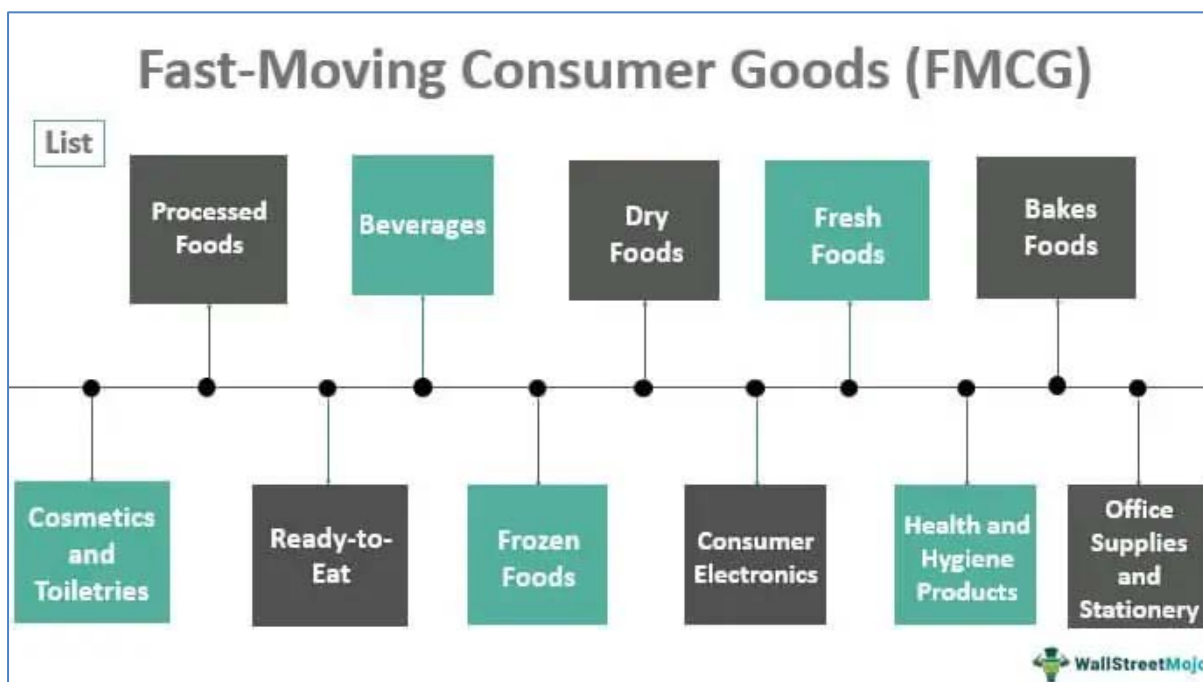 Fast-Moving Consumer Goods (FMCG)
List
Processed
Foods
Beverages
Dry
Foods
Fresh
Foods
Bakes
Foods
Cosmetics
and
Toiletries
Ready-to-
Eat
Frozen
Foods
Consumer
Electronics
Health and
Hygiene
Products
Office
Supplies
and
Stationery
WallStreetMojo